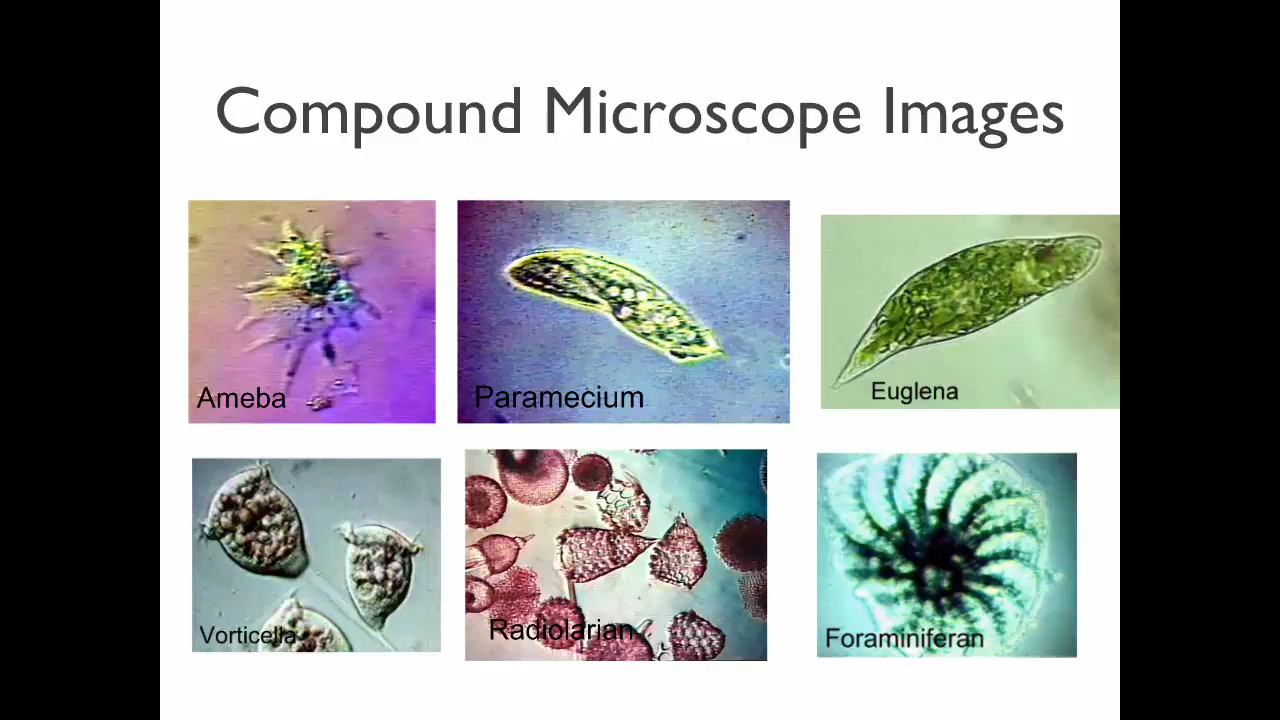 Compound Microscope Images
Ameba
Paramecium
Euglena
Vorticella
Radiolarian
Foraminiferan